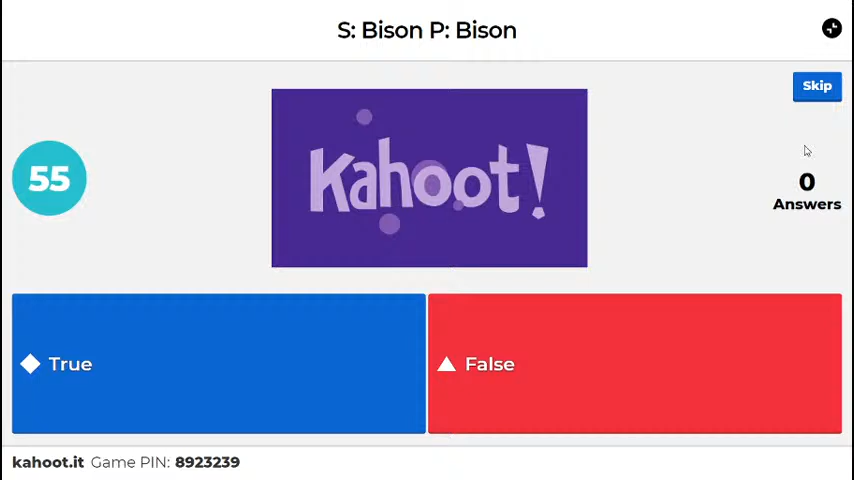 S: Bison P: Bison
Skip
55
Kahoot!
0
Answers
True
False
kahoot.it Game PIN: 8923239